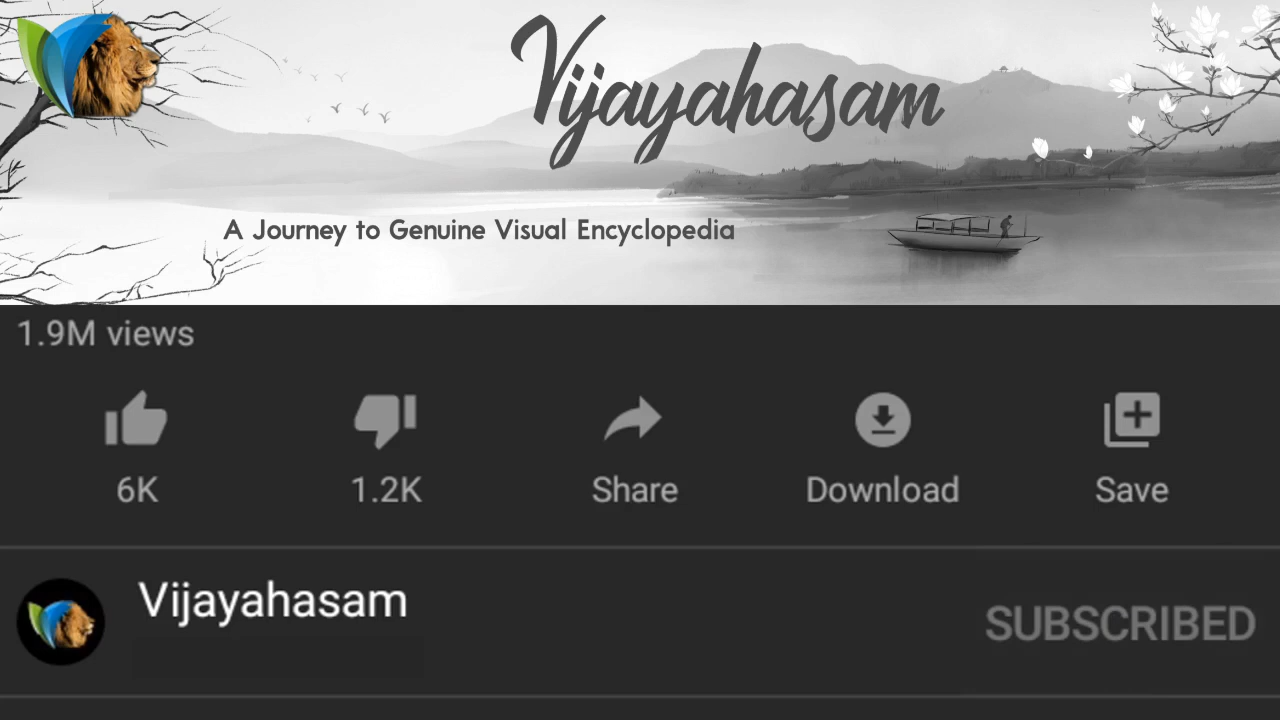 Vijayahasam
A Journey to Genuine Visual Encyclopedia
1.9M views
6K 1.2K Share Download Save
Vijayahasam
SUBSCRIBED